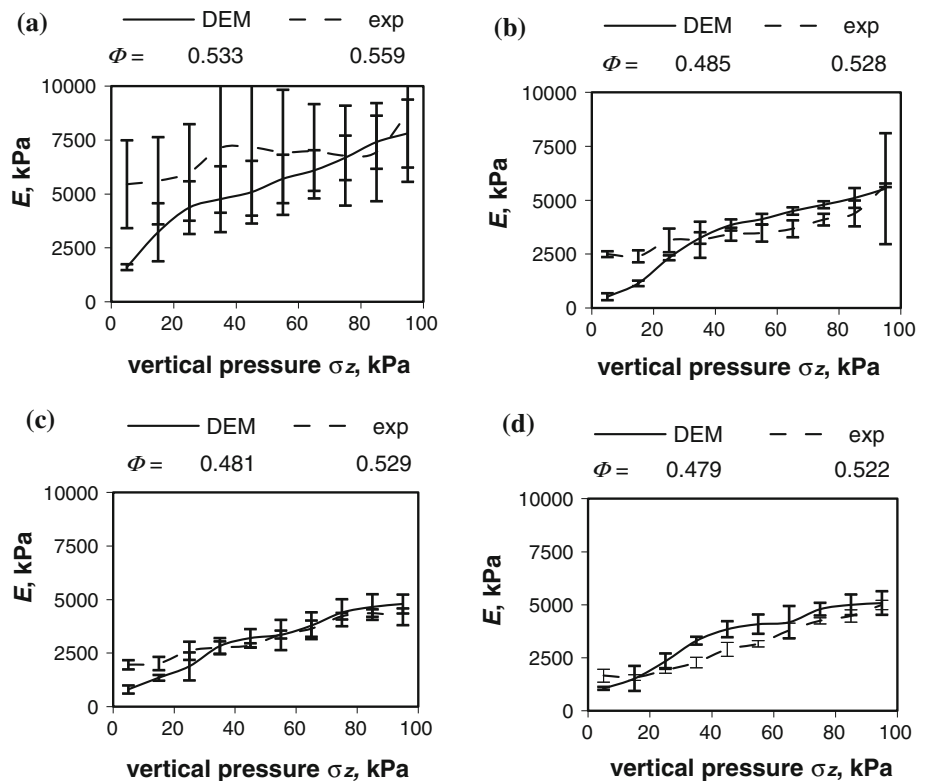 (a)
DEM exp
Φ = 0.533 0.559
10000
7500
5000
2500
0
E, kPa
0 20 40 60 80 100
vertical pressure σz, kPa
(b)
DEM exp
Φ = 0.485 0.528
10000
7500
5000
2500
0
E, kPa
0 20 40 60 80 100
vertical pressure σz, kPa
(c)
DEM exp
Φ = 0.481 0.529
10000
7500
5000
2500
0
E, kPa
0 20 40 60 80 100
vertical pressure σz, kPa
(d)
DEM exp
Φ = 0.479 0.522
10000
7500
5000
2500
0
E, kPa
0 20 40 60 80 100
vertical pressure σz, kPa